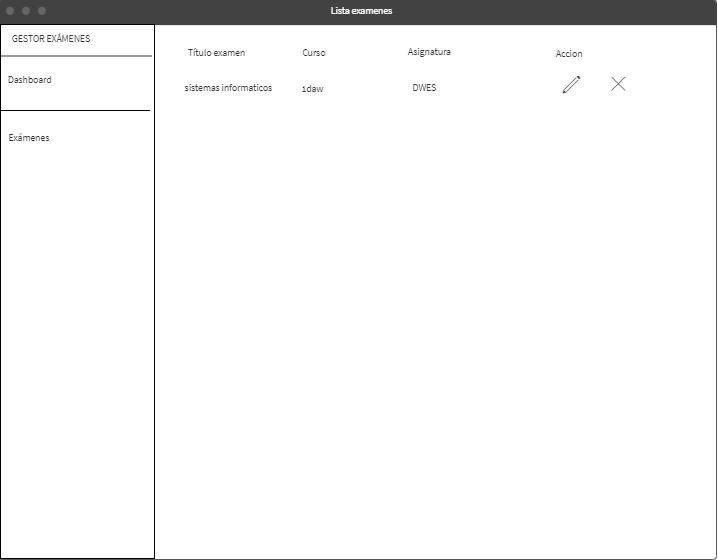 Lista examenes
GESTOR EXÁMENES
Dashboard
Exámenes
Título examen Curso Asignatura Accion
sistemas informaticos 1daw DWES